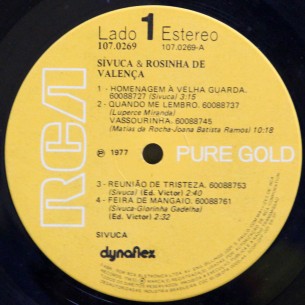 Lado 1 Estereo
107.0269 107.0269-A
SÍVUCA & ROSINHA DE
VALENÇA
1 - HOMENAGEM À VELHA GUARDA.
60088727 (Sivuca) 3:15
2 - QUANDO ME LEMBRO. 60088737
(Luperce Miranda)
VASSOURINHA. 60088745
(Matias da Rocha-Joana Batista Ramos) 10:18
RCA
℗ 1977
PURE GOLD
3 - REUNIÃO DE TRISTEZA. 60088753
(Sivuca) (Ed. Victor) 2:40
4 - FEIRA DE MANGAIO. 60088761
(Sivuca-Glorinha Gadelha)
(Ed. Victor) 2:32
SIVUCA
dynaflex